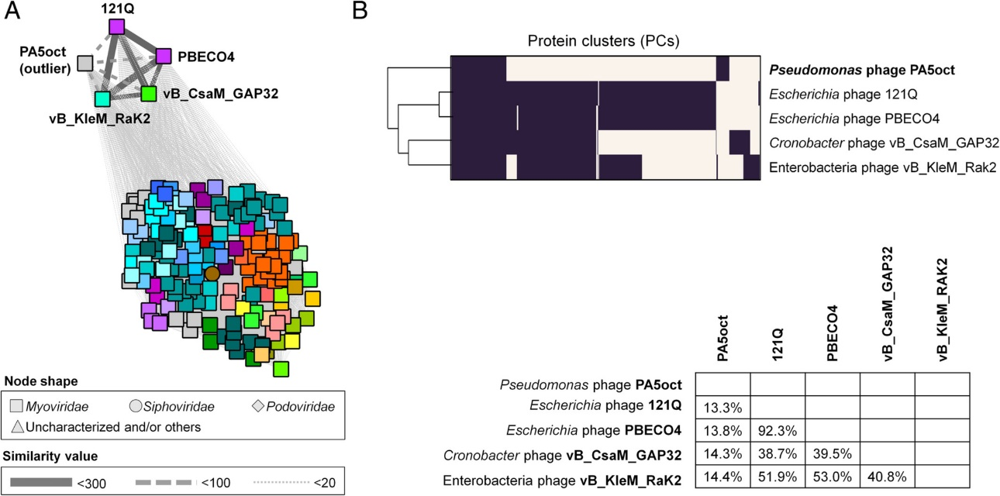 A
121Q
PA5oct
(outlier)
PBECO4
vB_CsaM_GAP32
vB_KleM_RaK2
Node shape
Myoviridae
Siphoviridae
Podoviridae
Uncharacterized and/or others
Similarity value
<300
<100
<20
B
Protein clusters (PCs)
Pseudomonas phage PA5oct
Escherichia phage 121Q
Escherichia phage PBECO4
Cronobacter phage vB_CsaM_GAP32
Enterobacteria phage vB_KleM_Rak2
PA5oct
121Q
PBECO4
vB_CsaM_GAP32
vB_KleM_RAK2
Pseudomonas phage PA5oct
Escherichia phage 121Q 13.3%
Escherichia phage PBECO4 13.8% 92.3%
Cronobacter phage vB_CsaM_GAP32 14.3% 38.7% 39.5%
Enterobacteria phage vB_KleM_RaK2 14.4% 51.9% 53.0% 40.8%